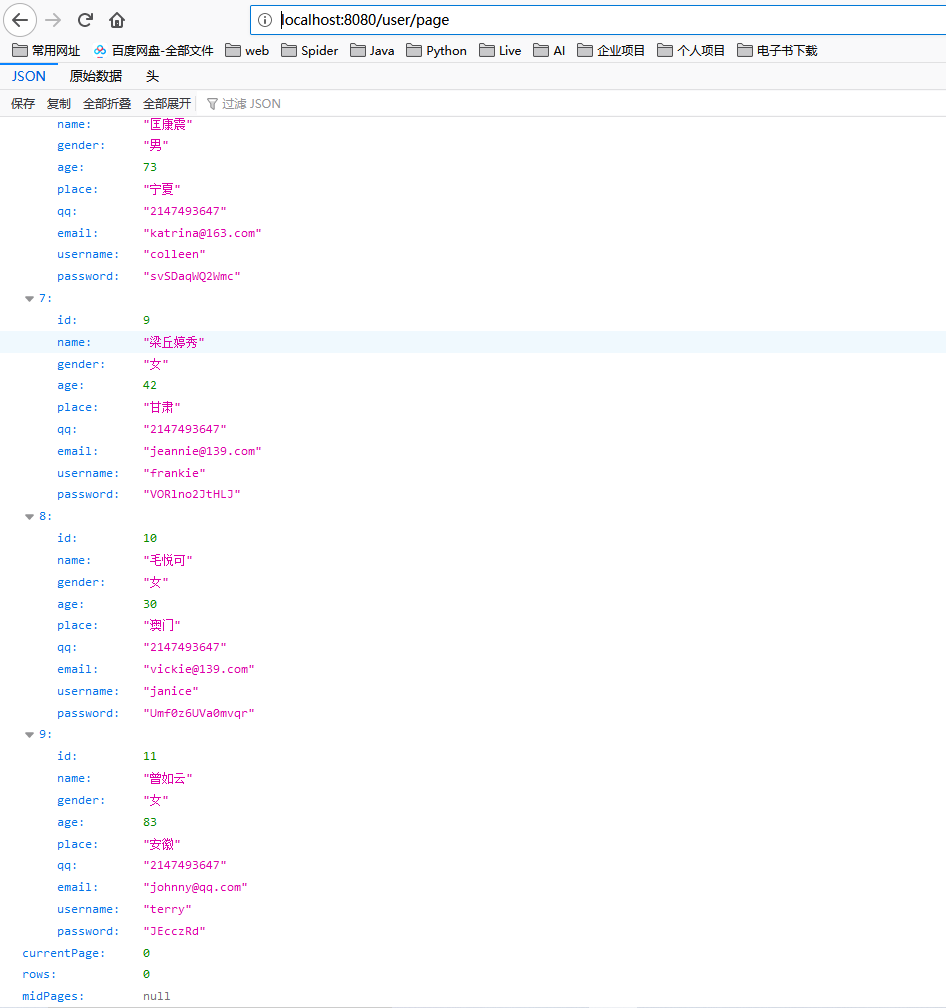 localhost:8080/user/page
常用网址 百度网盘-全部文件 web Spider Java Python Live AI 企业项目 个人项目 电子书下载
JSON 原始数据 头
保存 复制 全部折叠 全部展开 过滤 JSON
name: "匡康震"
gender: "男"
age: 73
place: "宁夏"
qq: "2147493647"
email: "katrina@163.com"
username: "colleen"
password: "svSDaqWQ2Wmc"
7:
id: 9
name: "梁丘婷秀"
gender: "女"
age: 42
place: "甘肃"
qq: "2147493647"
email: "jeannie@139.com"
username: "frankie"
password: "VOR1no2JtHLJ"
8:
id: 10
name: "毛悦可"
gender: "女"
age: 30
place: "澳门"
qq: "2147493647"
email: "vickie@139.com"
username: "janice"
password: "Umf0z6UVa0mvqr"
9:
id: 11
name: "曾如云"
gender: "女"
age: 83
place: "安徽"
qq: "2147493647"
email: "johnny@qq.com"
username: "terry"
password: "JEcczRd"
currentPage: 0
rows: 0
midPages: null